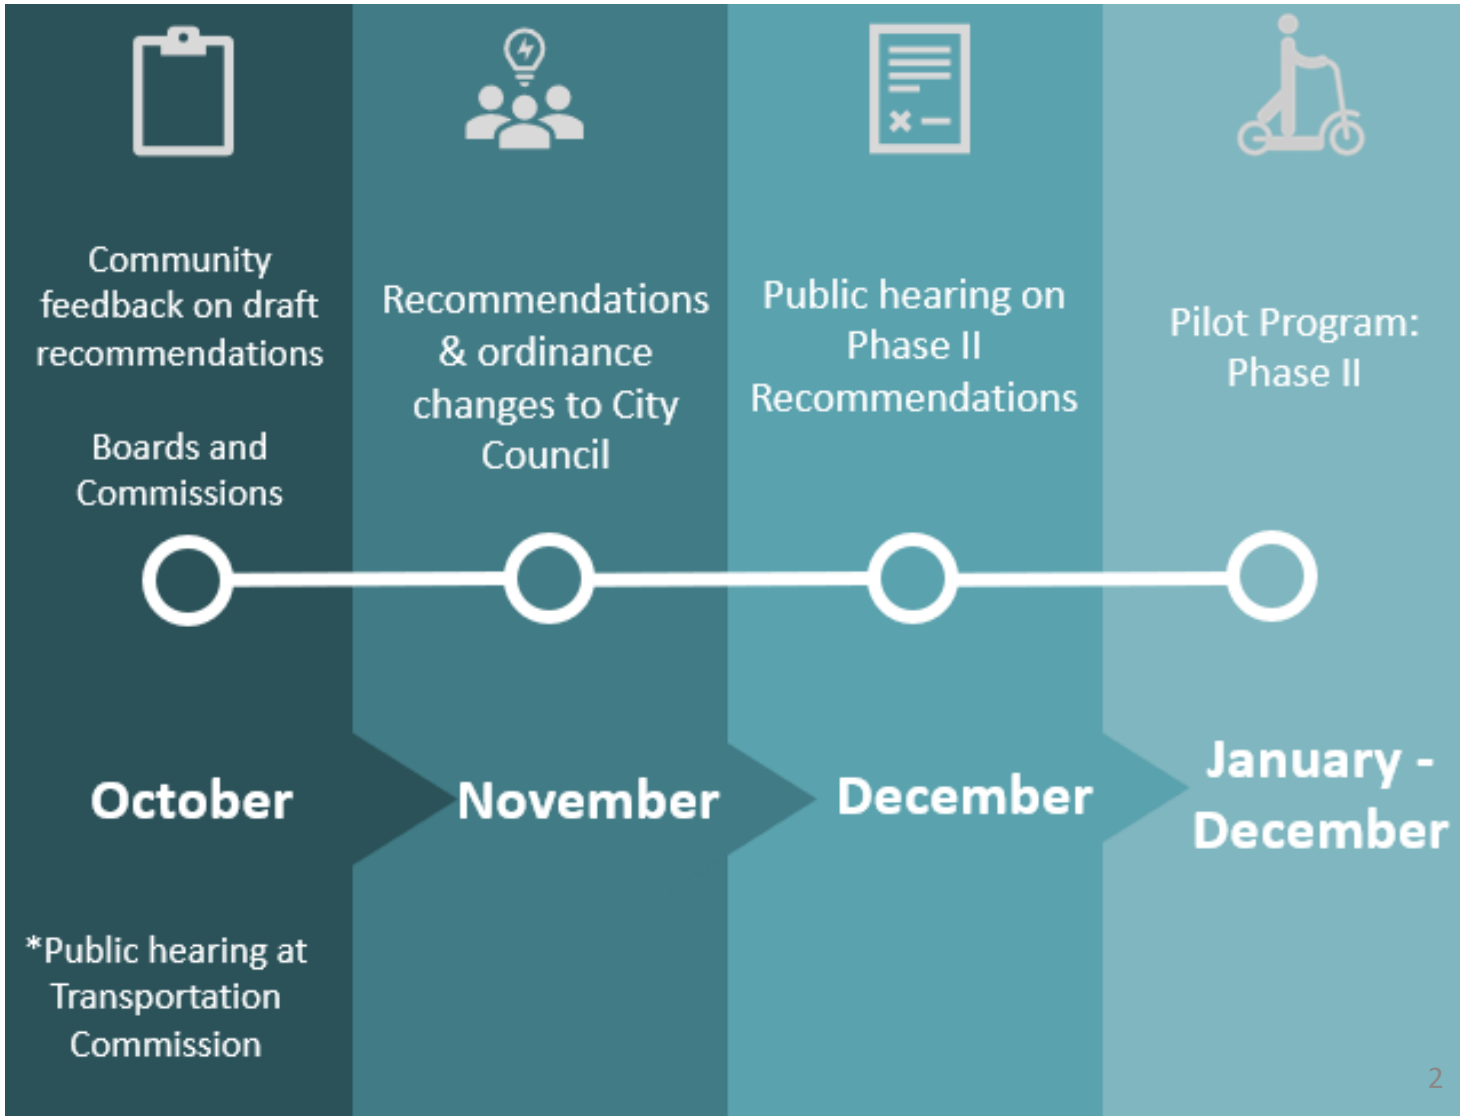 Community
feedback on draft
recommendations
Boards and
Commissions
October
*Public hearing at
Transportation
Commission
Recommendations
& ordinance
changes to City
Council
November
Public hearing on
Phase II
Recommendations
December
Pilot Program:
Phase II
January -
December
2